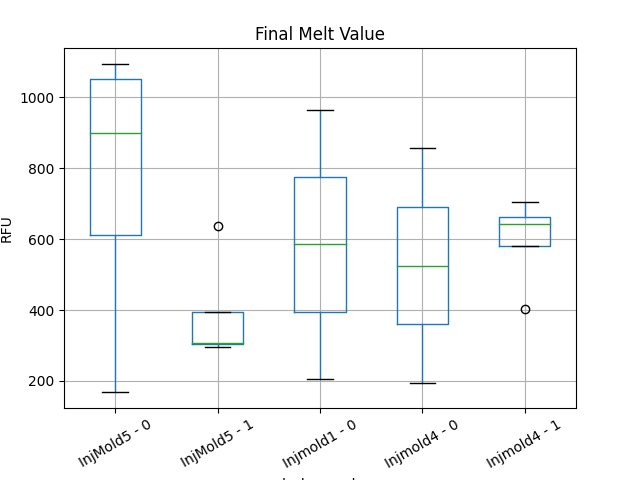 Final Melt Value
RFU
1000
800
600
400
200
InjMold5 - 0
InjMold5 - 1
Injmold1 - 0
Injmold4 - 0
Injmold4 - 1